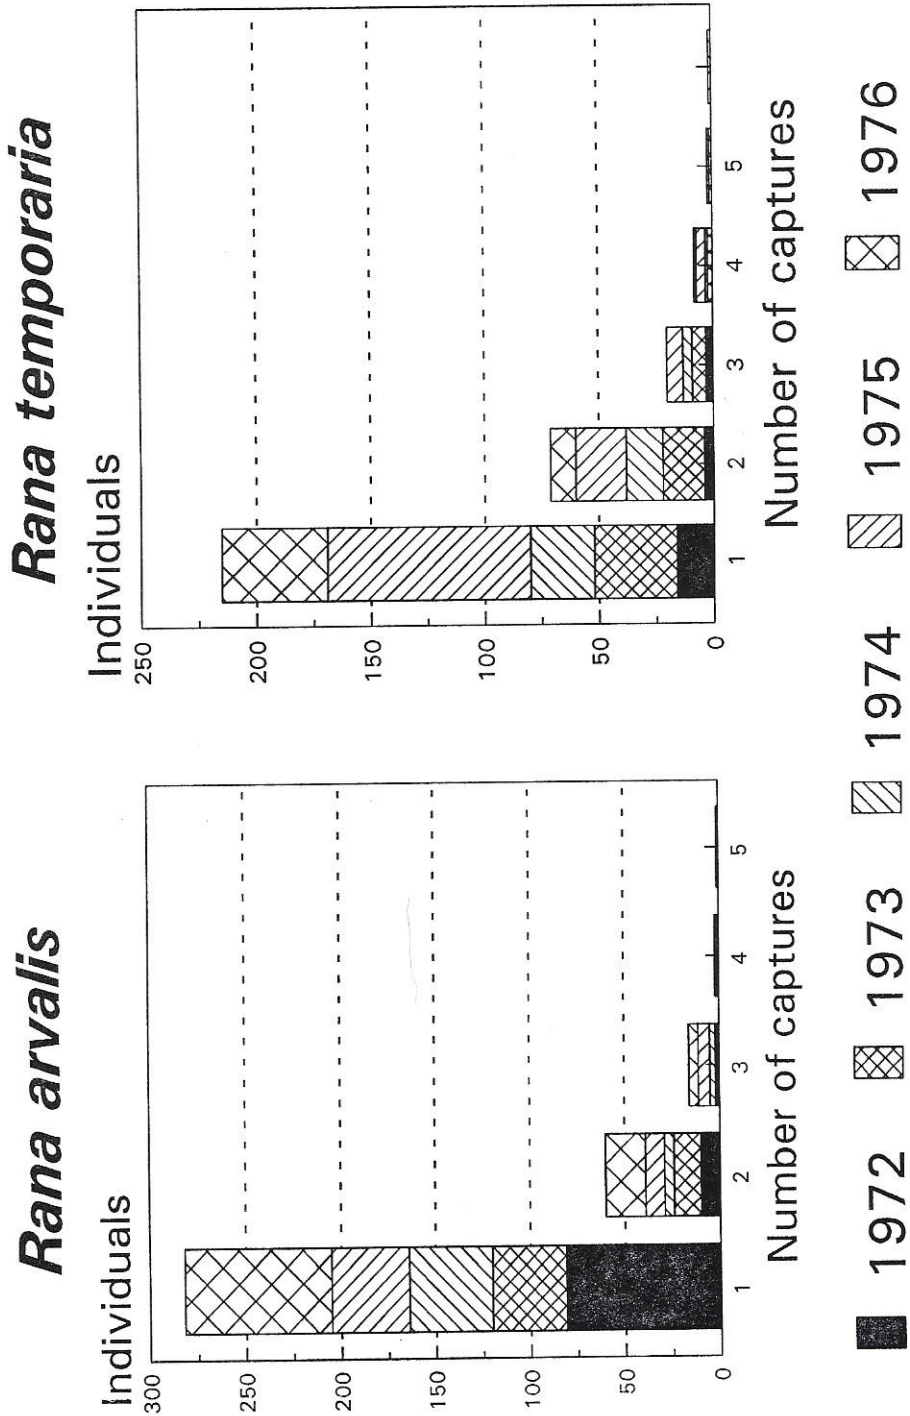 Rana arvalis
Individuals
300
250
200
150
100
50
0
1 2 3 4 5
Number of captures
Rana temporaria
Individuals
250
200
150
100
50
0
1 2 3 4 5
Number of captures
1972 1973 1974 1975 1976